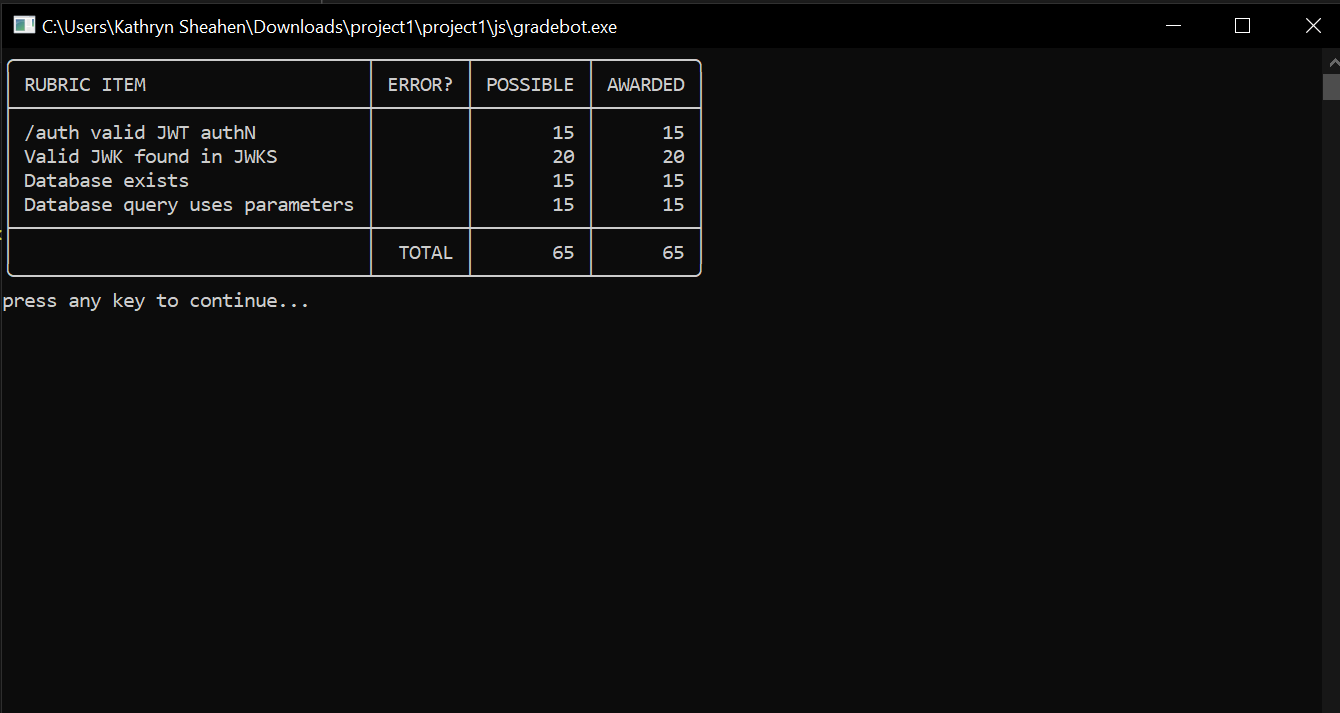 C:\Users\Kathryn Sheahen\Downloads\project1\project1\js\gradebot.exe
RUBRIC ITEM ERROR? POSSIBLE AWARDED
/auth valid JWT authN 15 15
Valid JWK found in JWKS 20 20
Database exists 15 15
Database query uses parameters 15 15
TOTAL 65 65
press any key to continue...